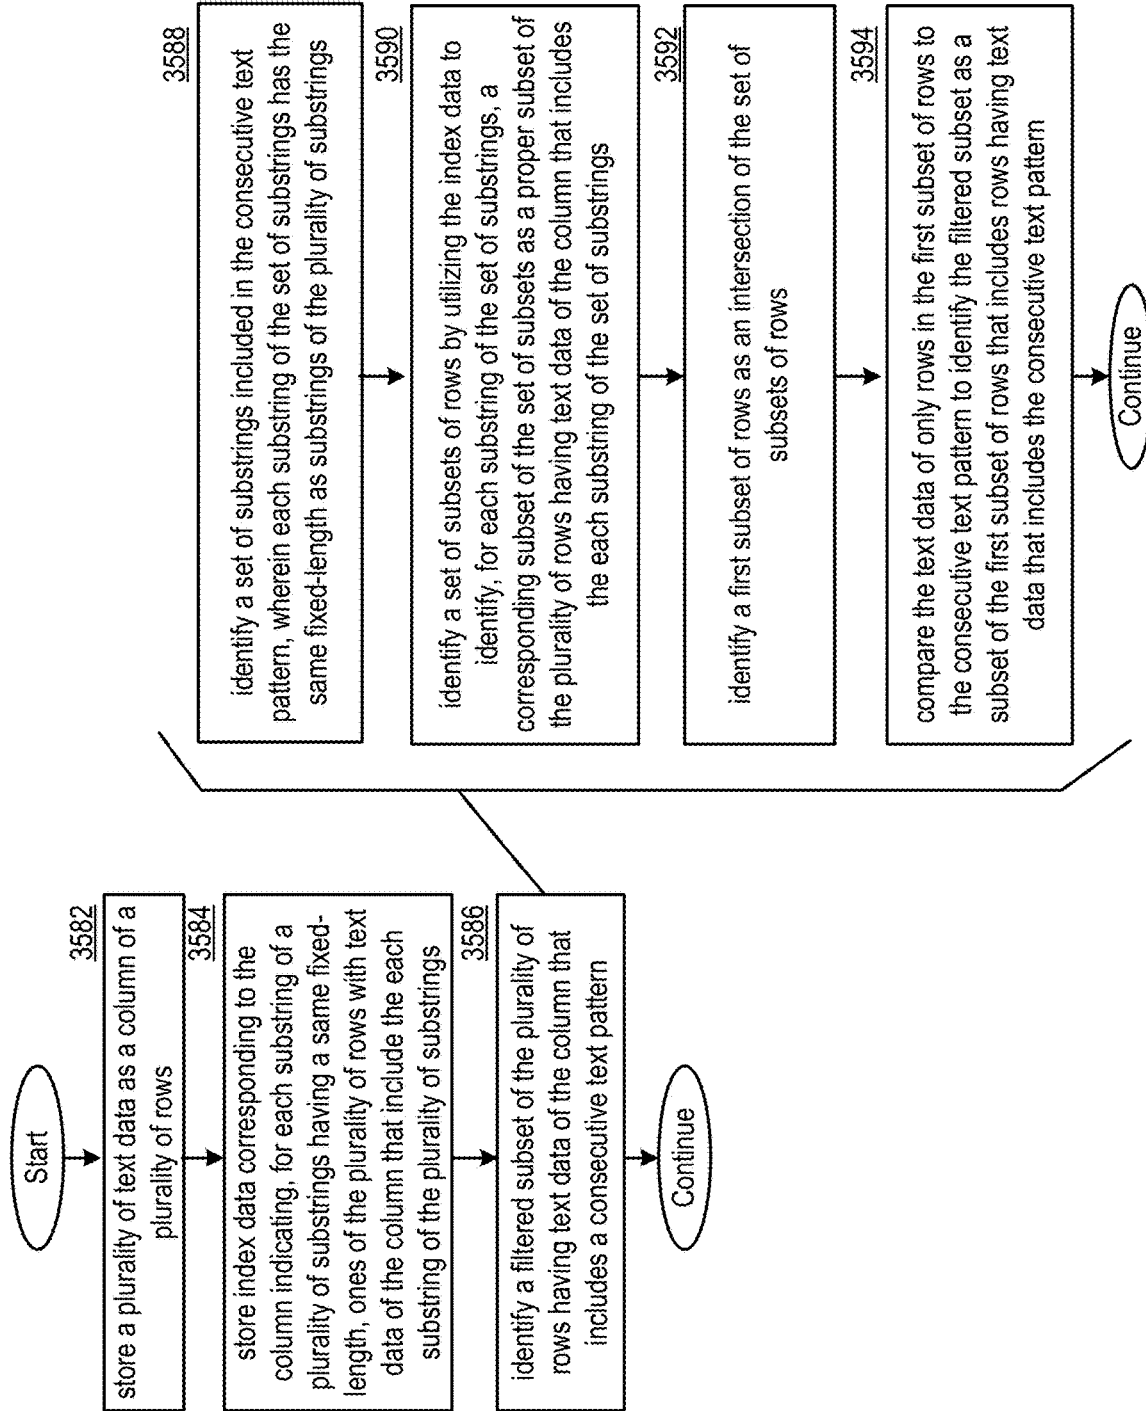 Start
3582
store a plurality of text data as a column of a
plurality of rows
3584
store index data corresponding to the
column indicating, for each substring of a
plurality of substrings having a same fixed-
length, ones of the plurality of rows with text
data of the column that include the each
substring of the plurality of substrings
3586
identify a filtered subset of the plurality of
rows having text data of the column that
includes a consecutive text pattern
Continue
3588
identify a set of substrings included in the consecutive text
pattern, wherein each substring of the set of substrings has the
same fixed-length as substrings of the plurality of substrings
3590
identify a set of subsets of rows by utilizing the index data to
identify, for each substring of the set of substrings, a
corresponding subset of the set of subsets as a proper subset of
the plurality of rows having text data of the column that includes
the each substring of the set of substrings
3592
identify a first subset of rows as an intersection of the set of
subsets of rows
3594
compare the text data of only rows in the first subset of rows to
the consecutive text pattern to identify the filtered subset as a
subset of the first subset of rows that includes rows having text
data that includes the consecutive text pattern
Continue